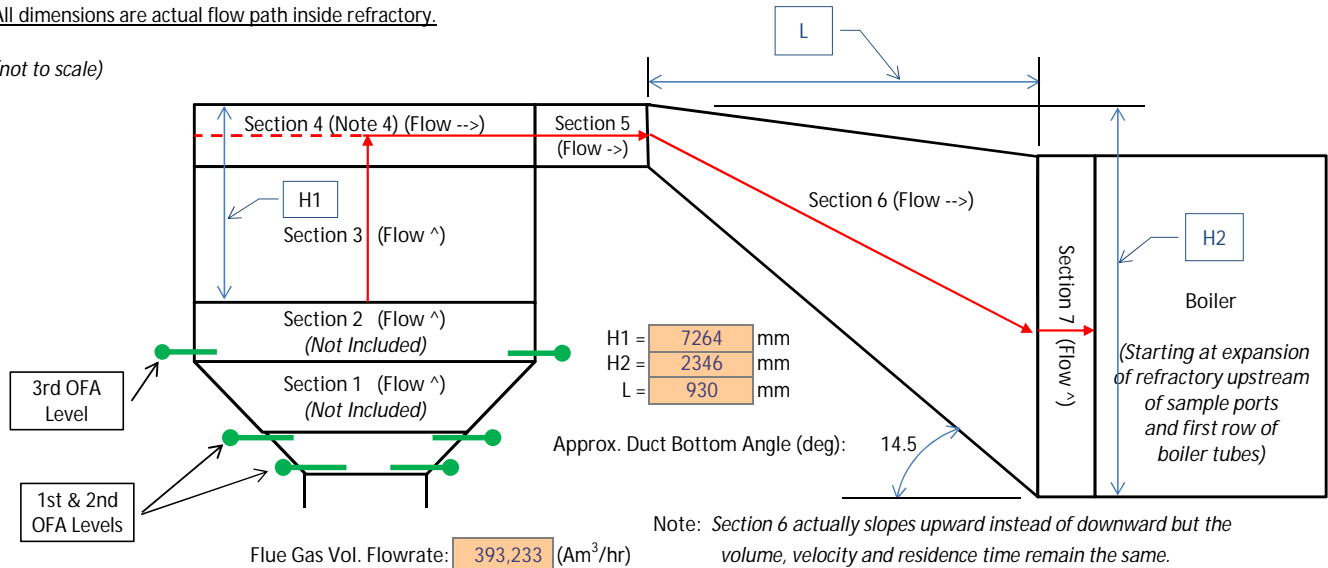 All dimensions are actual flow path inside refractory.
(not to scale)
L
Section 4 (Note 4) (Flow -->)
Section 5
(Flow ->)
H1
Section 3 (Flow ^)
Section 6 (Flow -->)
Section 7 (Flow ^)
H2
Boiler
(Starting at expansion
of refractory upstream
of sample ports
and first row of
boiler tubes)
Section 2 (Flow ^)
(Not Included)
Section 1 (Flow ^)
(Not Included)
3rd OFA
Level
1st & 2nd
OFA Levels
H1 = 7264 mm
H2 = 2346 mm
L = 930 mm
Approx. Duct Bottom Angle (deg): 14.5
Note: Section 6 actually slopes upward instead of downward but the
volume, velocity and residence time remain the same.
Flue Gas Vol. Flowrate: 393,233 (Am³/hr)